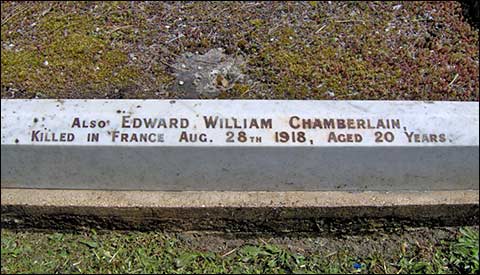 Also Edward William Chamberlain,
Killed in France Aug. 28th 1918, Aged 20 Years.